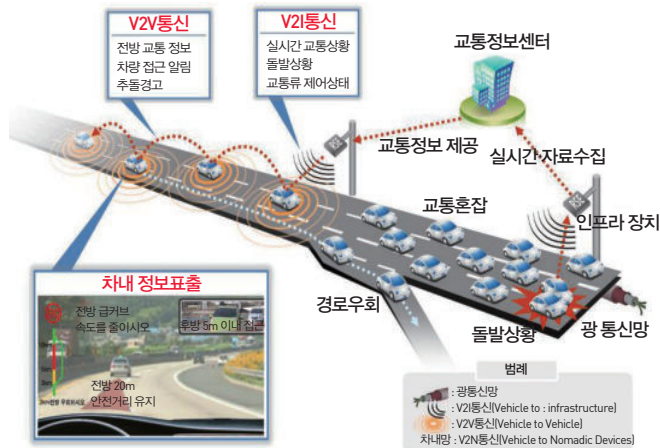 V2V통신
전방 교통 정보
차량 접근 알림
추돌경고
V2I통신
실시간 교통상황
돌발상황
교통류 제어상태
교통정보센터
교통정보 제공
실시간 자료수집
교통혼잡
인프라 장치
경로우회
돌발상황
광 통신망
차내 정보표출
전방 급커브
속도를 줄이시오
후방 5m 이내 접근
전방 20m
안전거리 유지
범례
: 광통신망
: V2I통신(Vehicle to : infrastructure)
: V2V통신(Vehicle to Vehicle)
차내망 : V2N통신(Vehicle to Nomadic Devices)